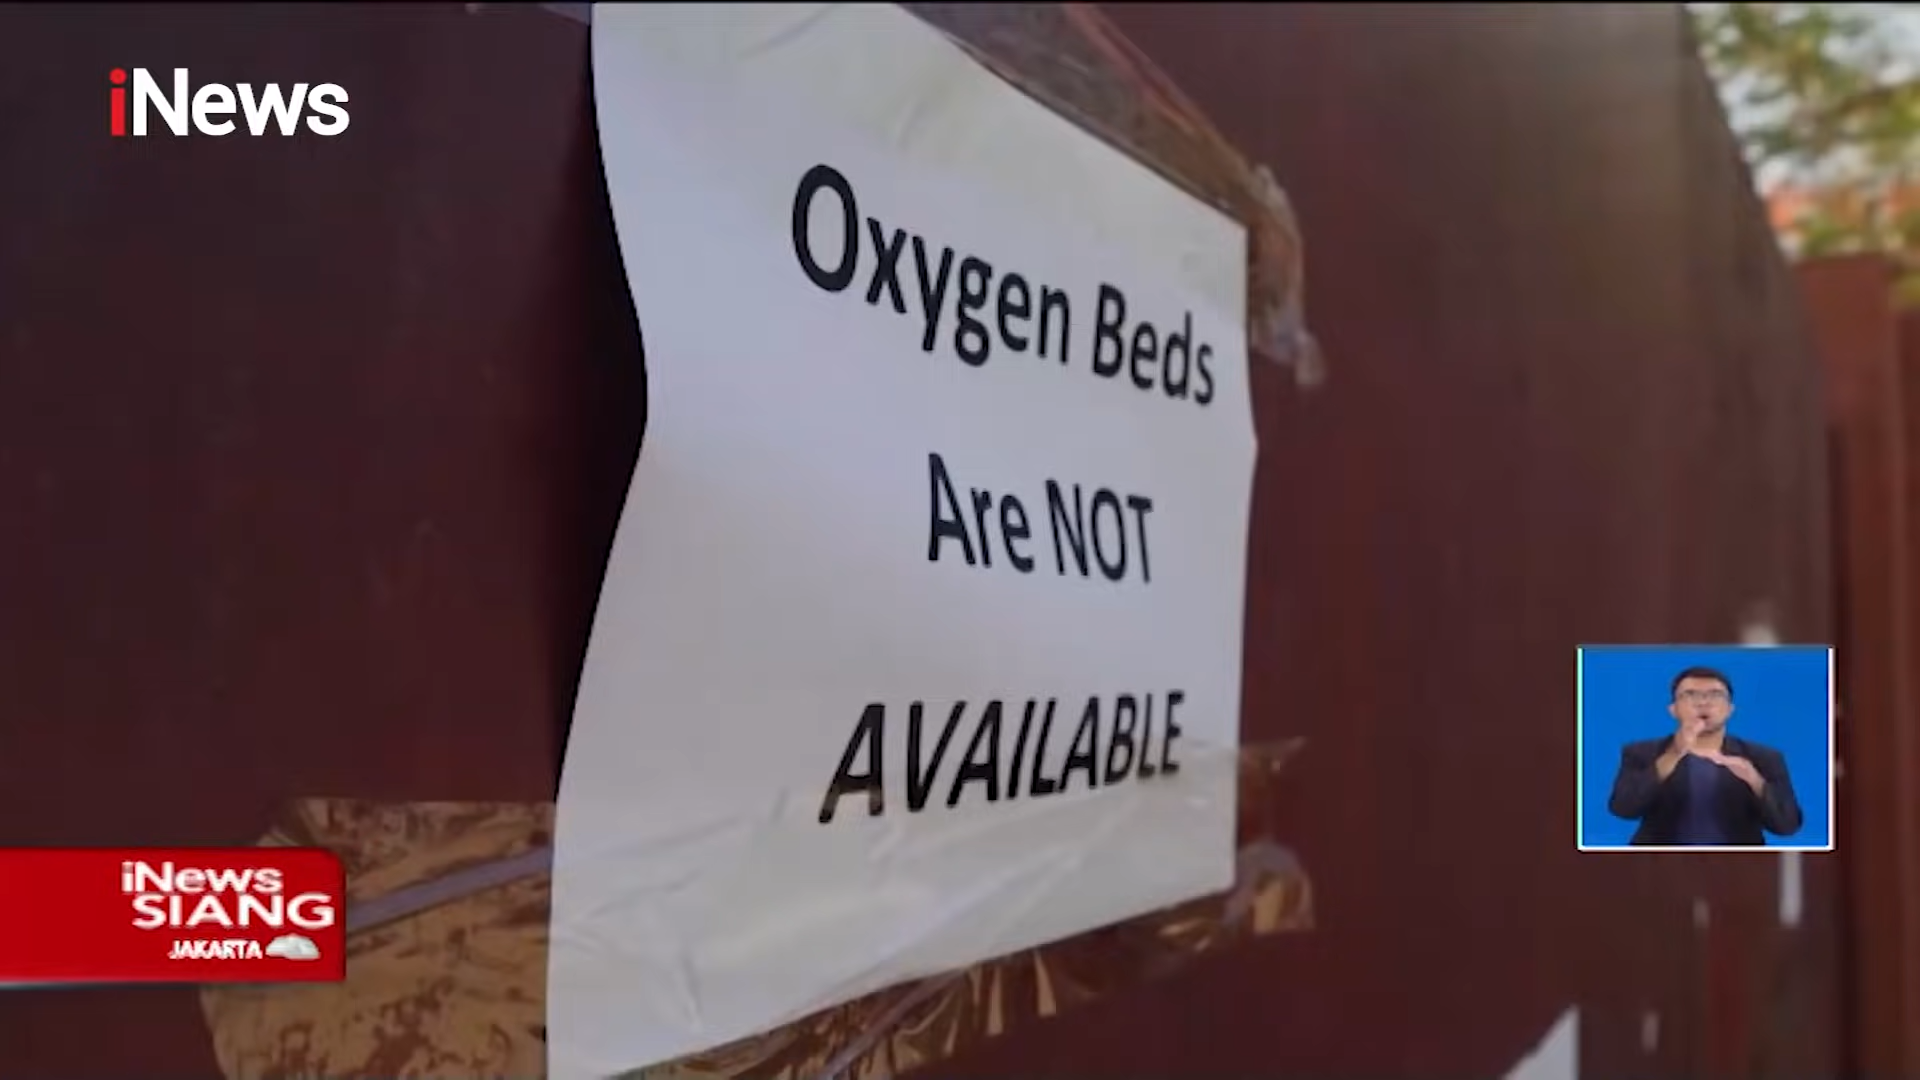 iNews
Oxygen Beds
Are NOT
AVAILABLE
iNews
SIANG
JAKARTA